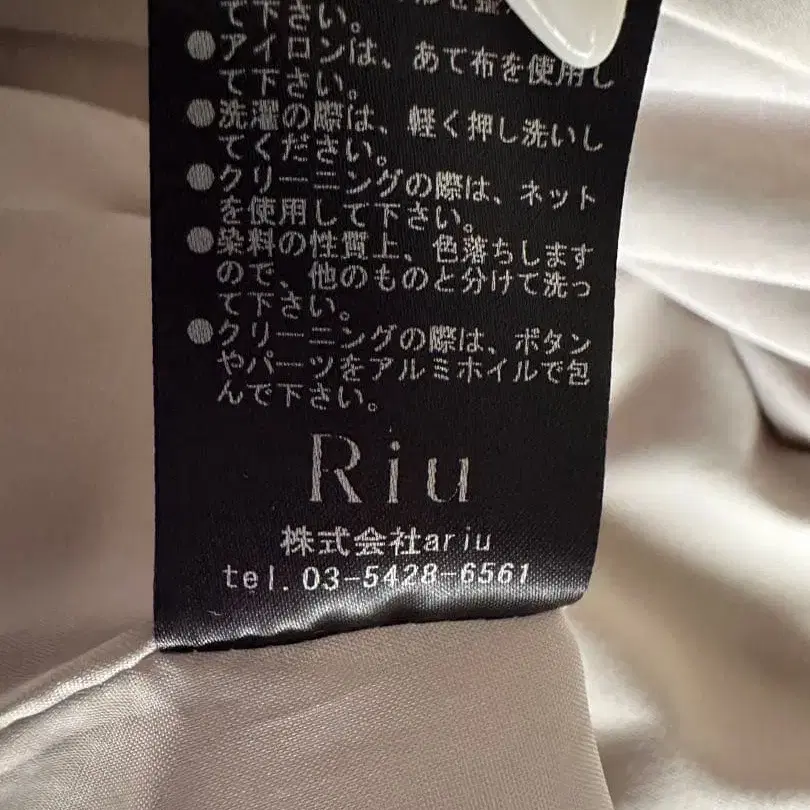 て下さい。
●アイロンは、あて布を使用し
て下さい。
●洗濯の際は、軽く押し洗いし
てください。
●クリーニングの際は、ネット
を使用して下さい。
●染料の性質上、色落ちします
ので、他のものと分けて洗っ
て下さい。
●クリーニングの際は、ボタン
やパーツをアルミホイルで包
んで下さい。
Riu
株式会社ariu
tel. 03-5428-6561